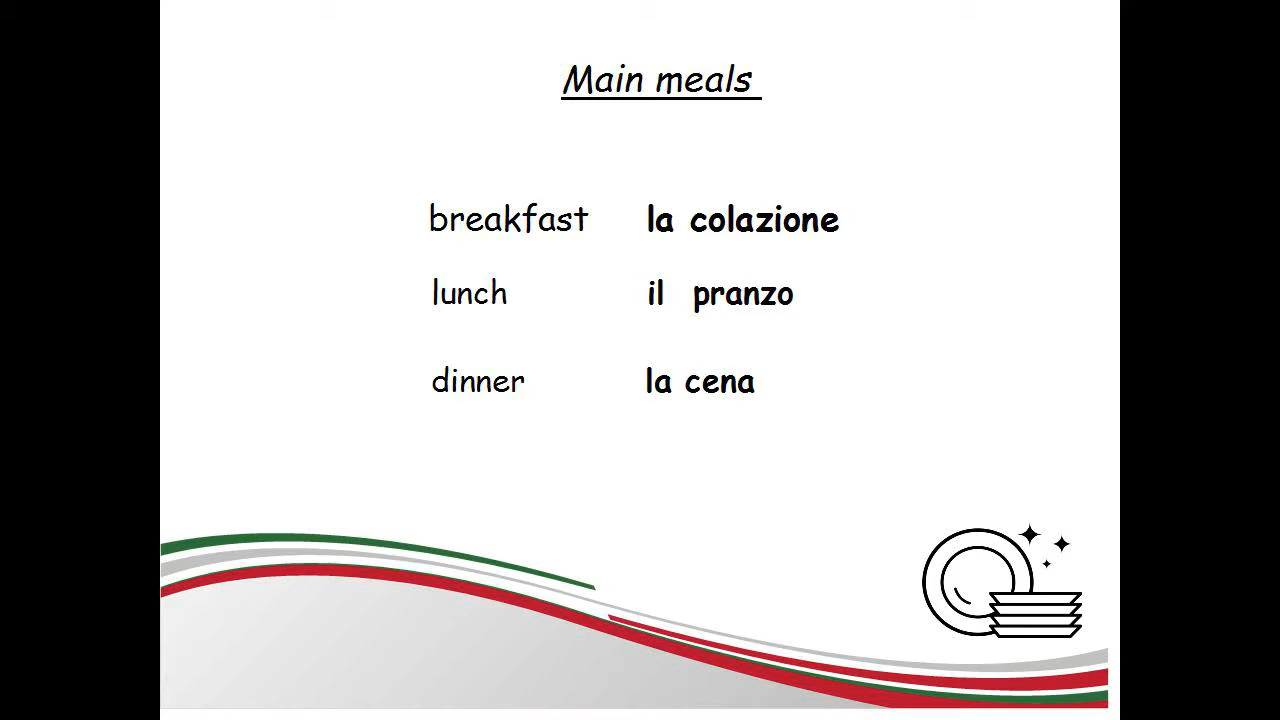 Main meals
breakfast la colazione
lunch il pranzo
dinner la cena